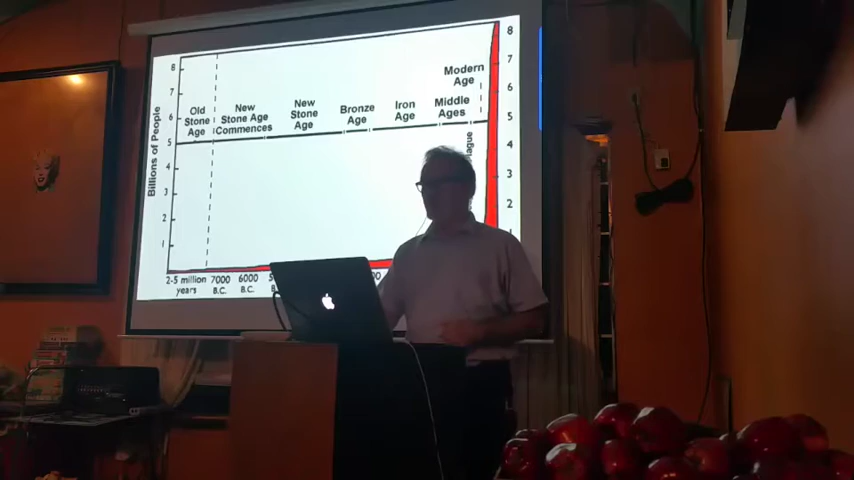 8
7
6
5
4
3
2
1
Billions of People
Old
Stone
Age
New
Stone Age
Commences
New
Stone
Age
Bronze
Age
Iron
Age
Modern
Age
Middle
Ages
ague
8
7
6
5
4
3
2
2-5 million
years
7000
B.C.
6000
B.C.